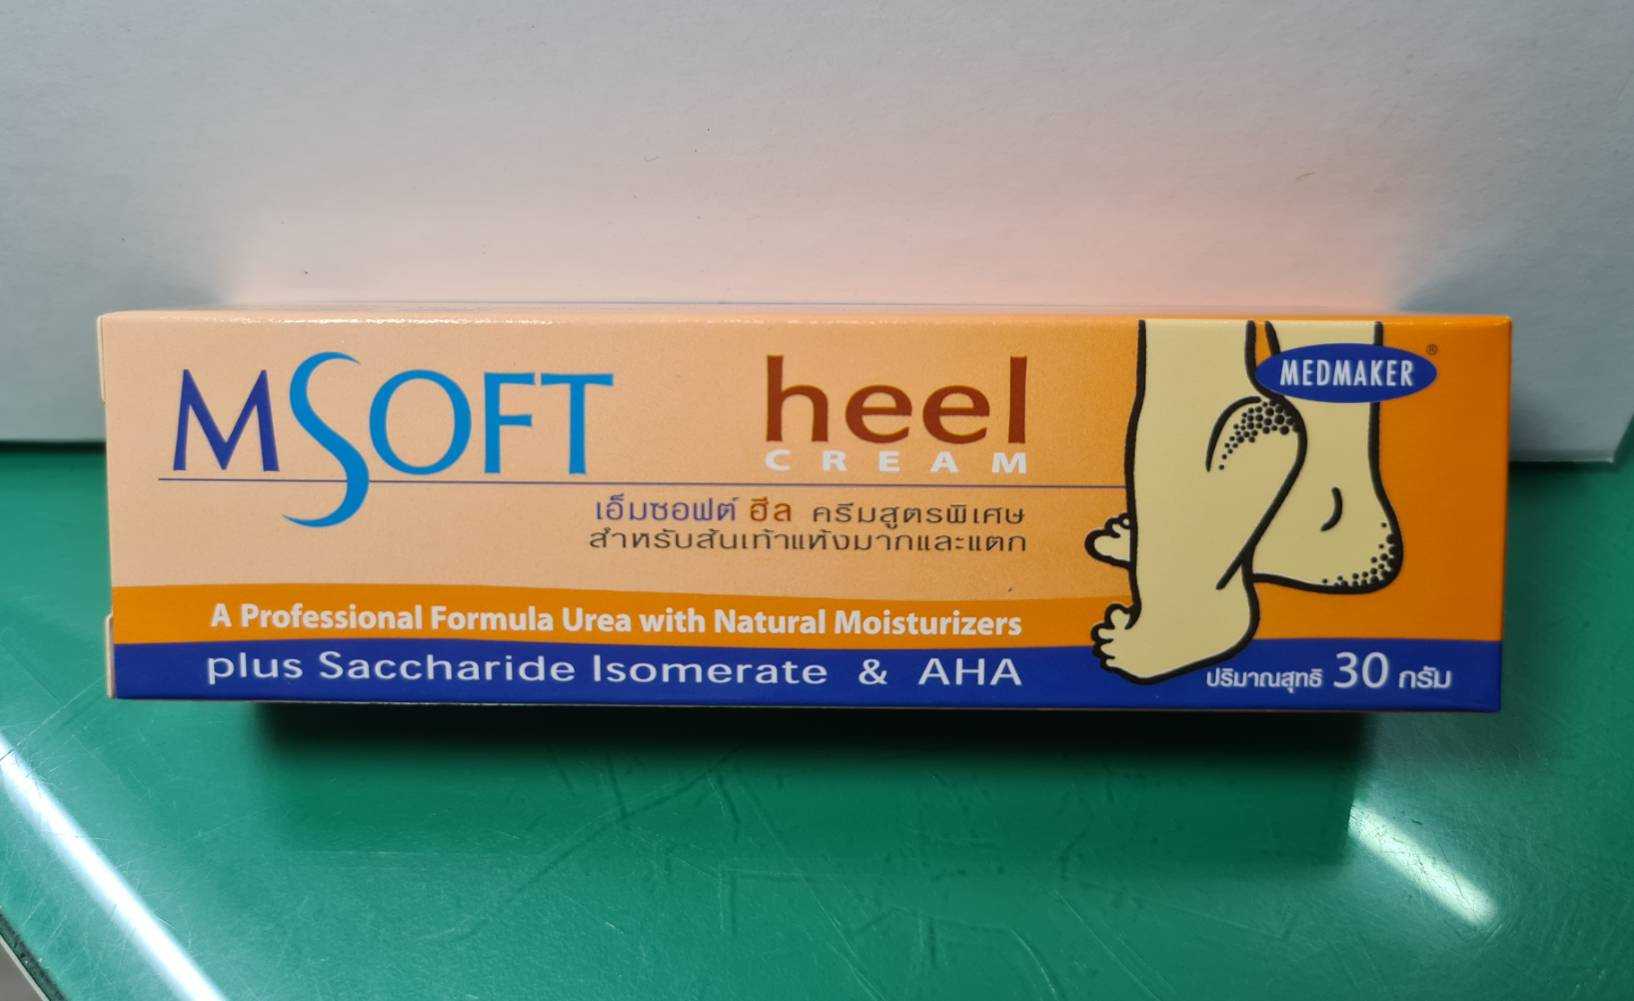 MSOFT heel
CREAM
MEDMAKER®
เอ็มซอฟต์ ฮีล ครีมสูตรพิเศษ
สำหรับส้นเท้าแห้งมากและแตก
A Professional Formula Urea with Natural Moisturizers
plus Saccharide Isomerate & AHA
ปริมาณสุทธิ 30 กรัม